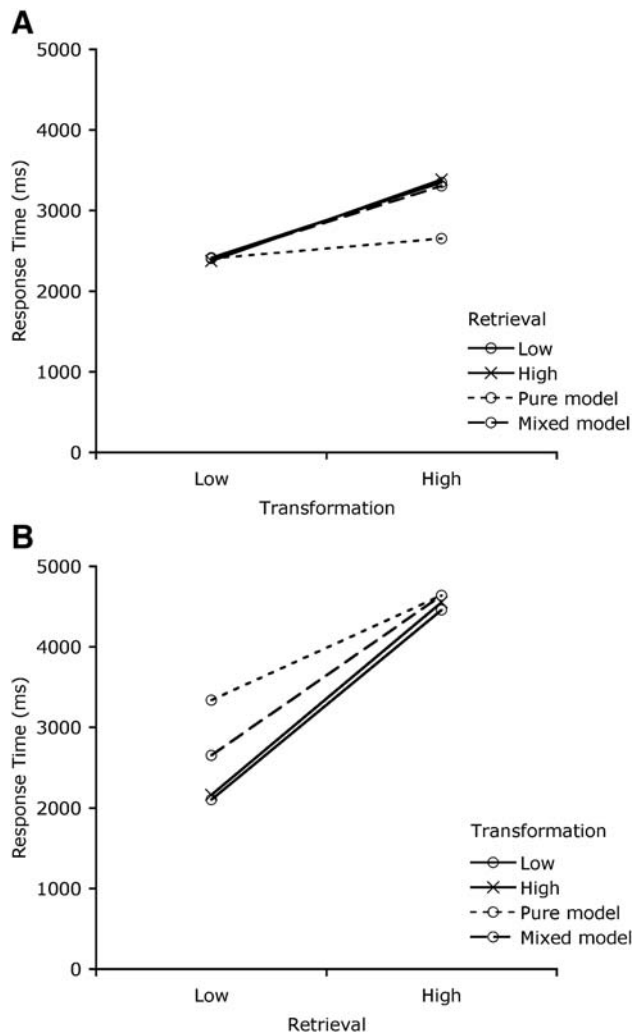 A
5000
4000
3000
2000
1000
0
Response Time (ms)
Low
High
Transformation
Retrieval
Low
High
Pure model
Mixed model
B
5000
4000
3000
2000
1000
0
Response Time (ms)
Low
High
Retrieval
Transformation
Low
High
Pure model
Mixed model